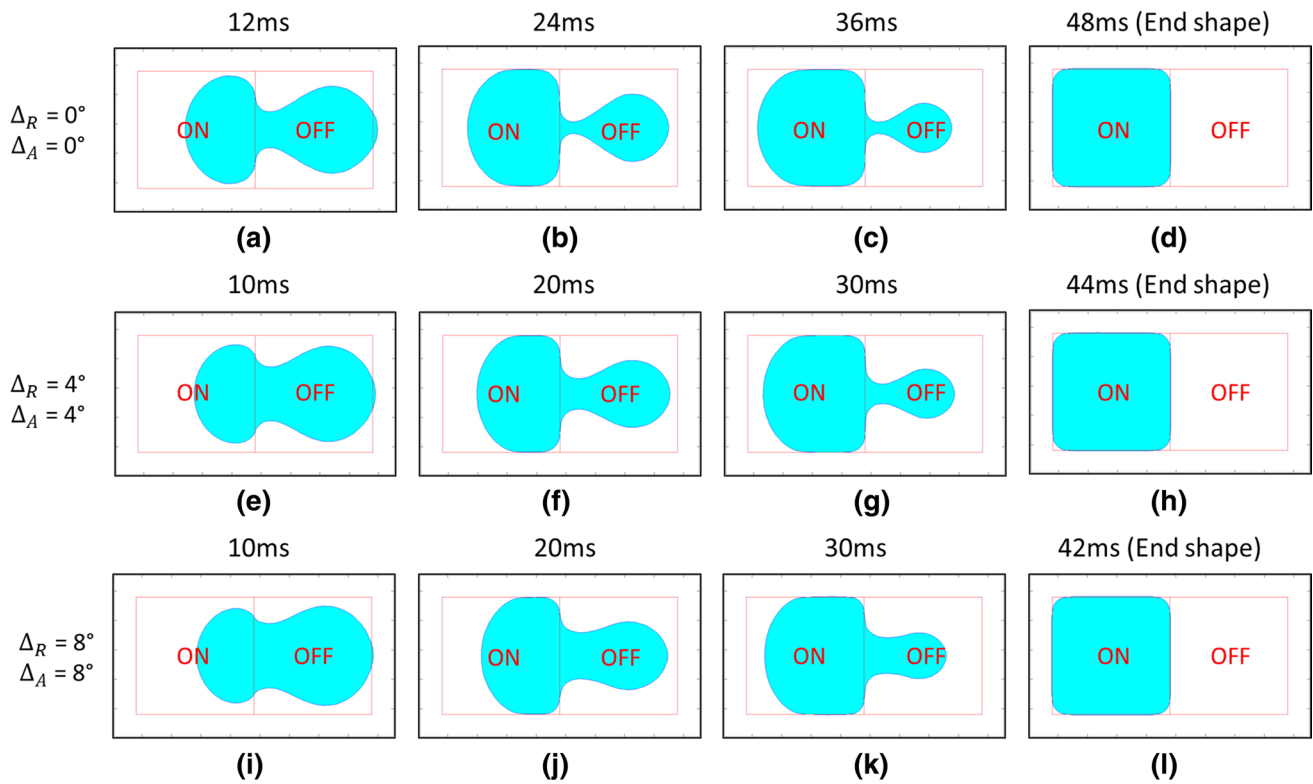 12ms 24ms 36ms 48ms (End shape)
Δ_R = 0°
Δ_A = 0°
ON OFF ON OFF ON OFF ON OFF
(a) (b) (c) (d)
10ms 20ms 30ms 44ms (End shape)
Δ_R = 4°
Δ_A = 4°
ON OFF ON OFF ON OFF ON OFF
(e) (f) (g) (h)
10ms 20ms 30ms 42ms (End shape)
Δ_R = 8°
Δ_A = 8°
ON OFF ON OFF ON OFF ON OFF
(i) (j) (k) (l)